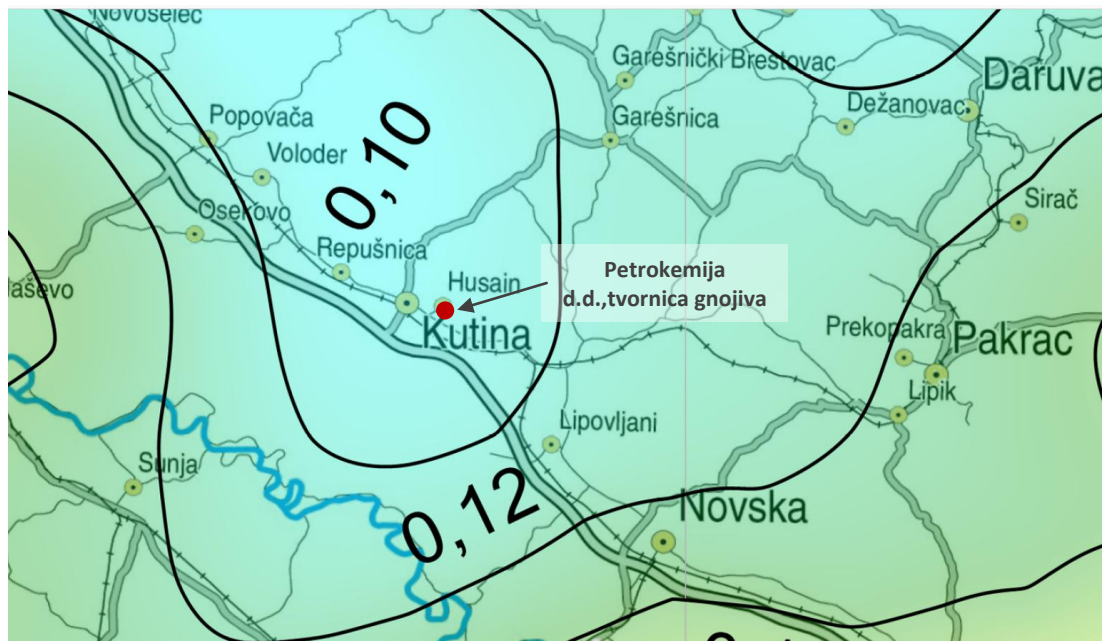 Novoselec
Garešnički Brestovac
Daruva
Dežanovac
Popovača
Garešnica
Voloder
0,10
Sirač
Osekovo
Repušnica
Petrokemija
d.d.,tvornica gnojiva
Husain
aševo
Kutina
Prekopakra
Pakrac
Lipik
Lipovljani
Sunja
0,12
Novska